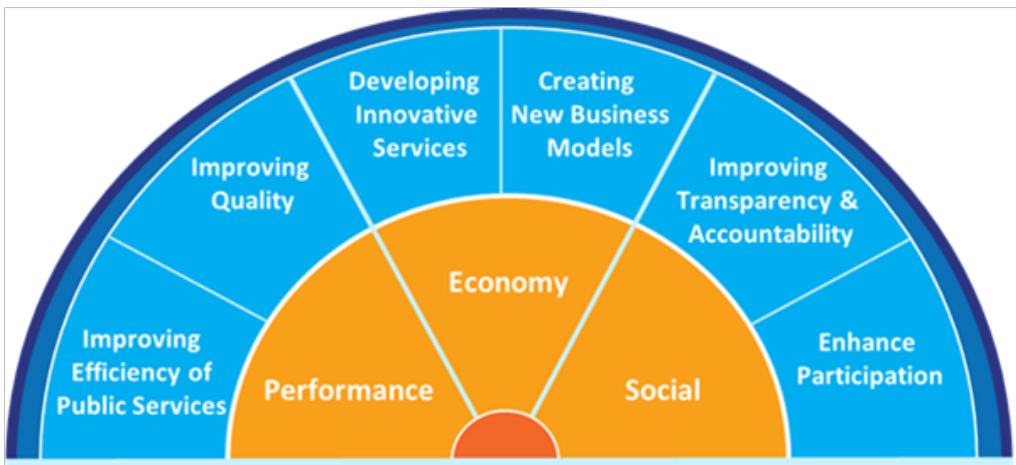 Developing
Innovative
Services
Creating
New Business
Models
Improving
Quality
Improving
Transparency &
Accountability
Economy
Improving
Efficiency of
Public Services
Enhance
Participation
Performance
Social